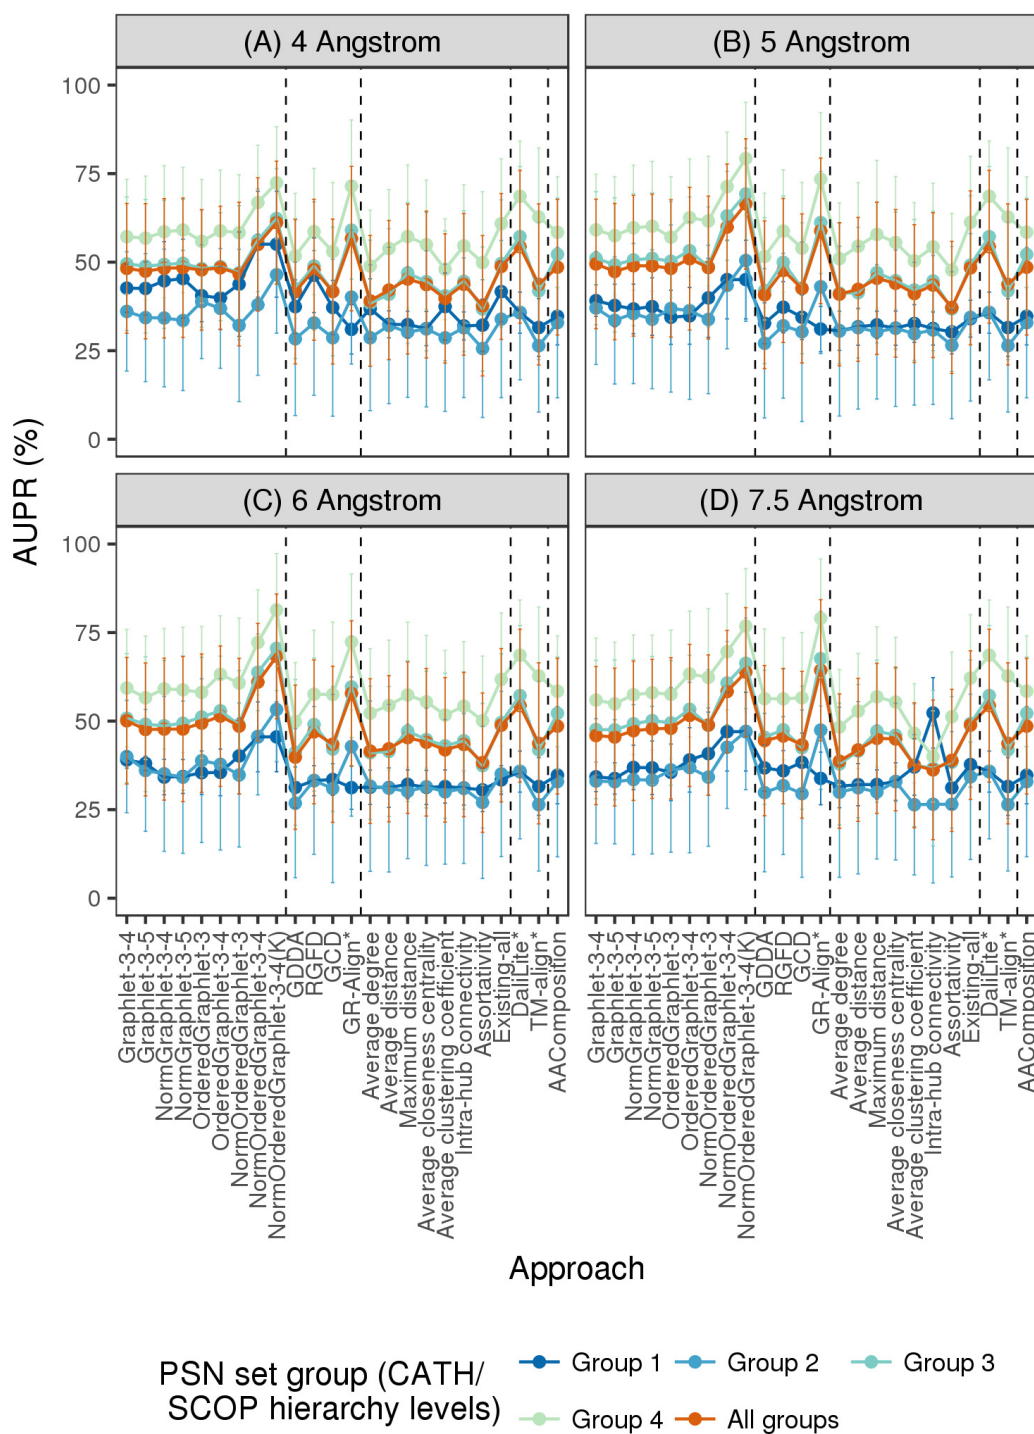 (A) 4 Angstrom
(B) 5 Angstrom
100
75
50
25
0
(C) 6 Angstrom
(D) 7.5 Angstrom
100
75
50
25
0
AUPR (%)
Graphlet-3-4
Graphlet-3-5
NormGraphlet-3-4
NormGraphlet-3-5
OrderedGraphlet-3
OrderedGraphlet-3-4
NormOrderedGraphlet-3
NormOrderedGraphlet-3-4
NormOrderedGraphlet-3-4(K)
GDDA
RGFD
GCD
GR-Align*
Average degree
Average distance
Maximum distance
Average closeness centrality
Average clustering coefficient
Intra-hub connectivity
Assortativity
Existing-all
DaliLite*
TM-align*
AAComposition
Graphlet-3-4
Graphlet-3-5
NormGraphlet-3-4
NormGraphlet-3-5
OrderedGraphlet-3
OrderedGraphlet-3-4
NormOrderedGraphlet-3
NormOrderedGraphlet-3-4
NormOrderedGraphlet-3-4(K)
GDDA
RGFD
GCD
GR-Align*
Average degree
Average distance
Maximum distance
Average closeness centrality
Average clustering coefficient
Intra-hub connectivity
Assortativity
Existing-all
DaliLite*
TM-align*
AAComposition
Approach
PSN set group (CATH/
SCOP hierarchy levels)
Group 1
Group 2
Group 3
Group 4
All groups